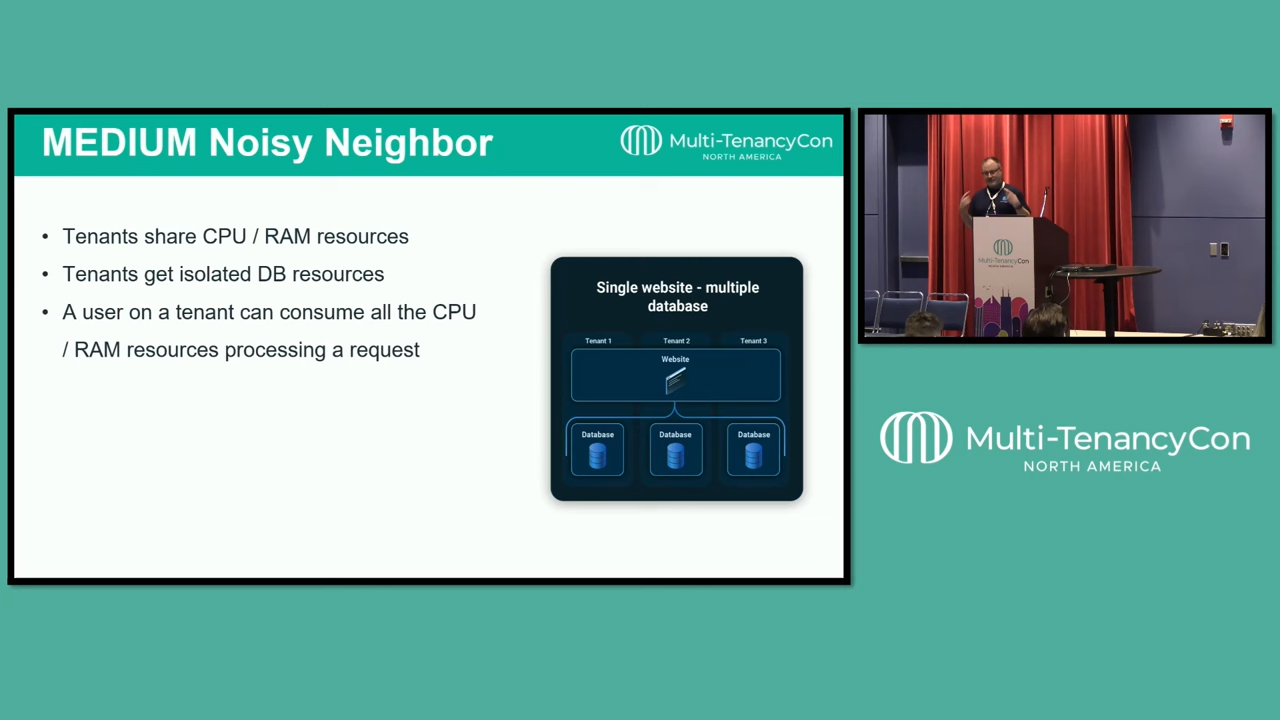 MEDIUM Noisy Neighbor
Multi-TenancyCon
NORTH AMERICA
• Tenants share CPU / RAM resources
• Tenants get isolated DB resources
• A user on a tenant can consume all the CPU
/ RAM resources processing a request
Single website - multiple
database
Tenant 1
Tenant 2
Tenant 3
Website
Database
Database
Database
Multi-TenancyCon
NORTH AMERICA
Multi-TenancyCon
NORTH AMERICA